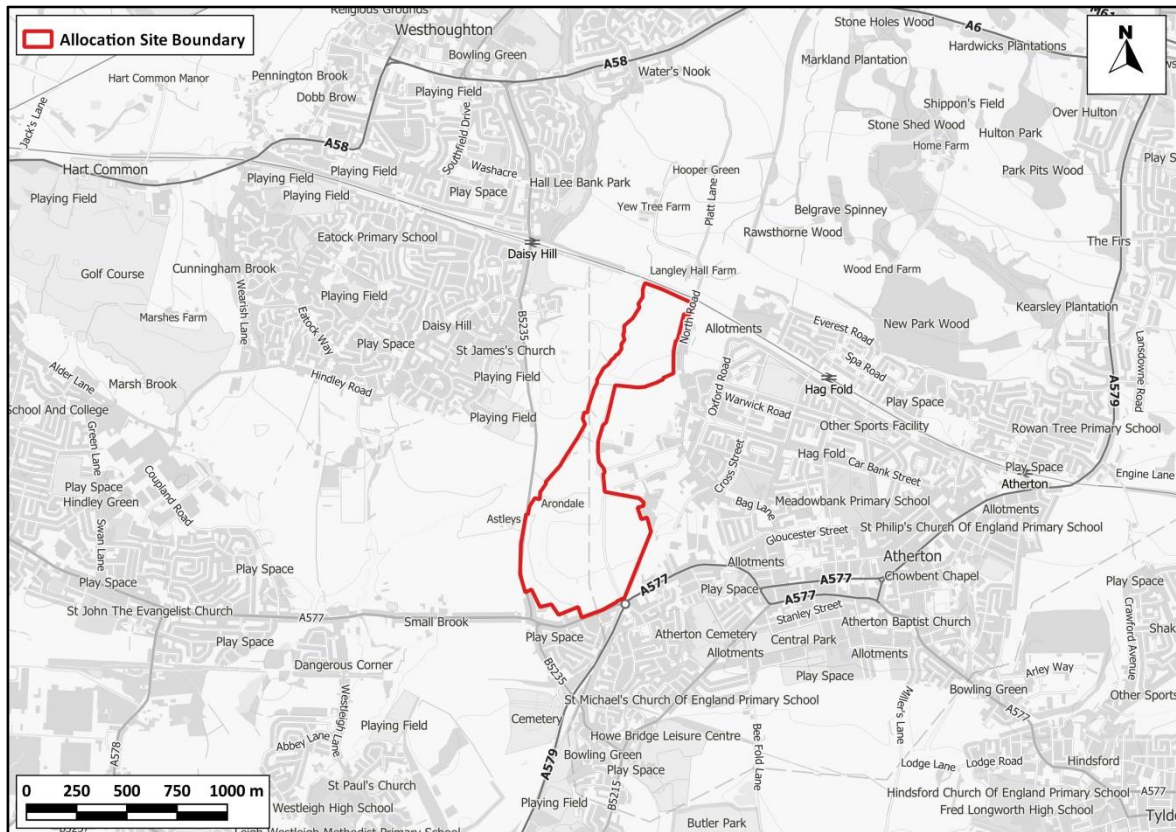 Allocation Site Boundary
Religious Grounds
Westhoughton
Bowling Green
A58
Water's Nook
A6
M61
Stone Holes Wood
Hardwicks Plantations
N
Markland Plantation
Hart Common Manor
Pennington Brook
Dobb Brow
Playing Field
Shippon's Field
Over Hulton
Stone Shed Wood
Hulton Park
Home Farm
Jack's Lane
A58
Southfield Drive
Washacre
Hart Common
Playing Field
Playing Field
Play Space
Hall Lee Bank Park
Hooper Green
Park Pits Wood
Playing Field
Playing Field
Yew Tree Farm
Platt Lane
Belgrave Spinney
Rawsthorne Wood
Eatock Primary School
Daisy Hill
The Firs
Golf Course
Cunningham Brook
Langley Hall Farm
Wood End Farm
Wearish Lane
Playing Field
Kearsley Plantation
Marshes Farm
Eatock Way
Daisy Hill
B5235
North Road
Allotments
Everest Road
New Park Wood
Play Space
St James's Church
Spa Road
Lansdowne Road
Alder Lane
Marsh Brook
Hindley Road
Playing Field
Oxford Road
Hag Fold
A579
School And College
Green Lane
Playing Field
Warwick Road
Play Space
Other Sports Facility
Rowan Tree Primary School
Cross Street
Hag Fold
Car Bank Street
Play Space
Engine Lane
Play Space
Hindley Green
Coupland Road
Atherton
Arondale
Bag Lane
Meadowbank Primary School
Allotments
Astleys
Gloucester Street
St Philip's Church Of England Primary School
Swan Lane
Play Space
Play Space
Allotments
Atherton
A577
Play Space
A577
Chowbent Chapel
A577
St John The Evangelist Church
A577
Small Brook
Stanley Street
Play Space
Play Space
Atherton Cemetery
Central Park
Atherton Baptist Church
Crawford Avenue
Dangerous Corner
B5235
Allotments
Allotments
Play Space
Arley Way
Westleigh Lane
St Michael's Church Of England Primary School
Miller's Lane
Bowling Green
Other Sports
Playing Field
Cemetery
A577
Abbey Lane
Howe Bridge Leisure Centre
Bee Fold Lane
A578
A579
Bowling Green
Lodge Lane
Lodge Road
Hindsford
Play Space
St Paul's Church
B5215
Hindsford Church Of England Primary School
A577
Westleigh High School
Playing Field
Fred Longworth High School
Butler Park
0 250 500 750 1000 m